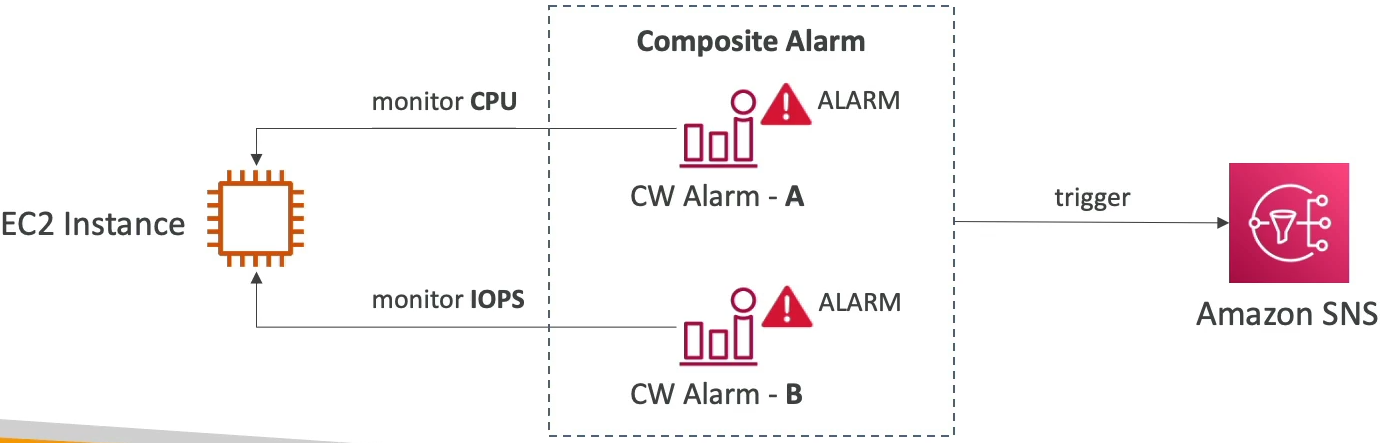 Composite Alarm
monitor CPU
ALARM
CW Alarm - A
trigger
EC2 Instance
monitor IOPS
ALARM
CW Alarm - B
Amazon SNS